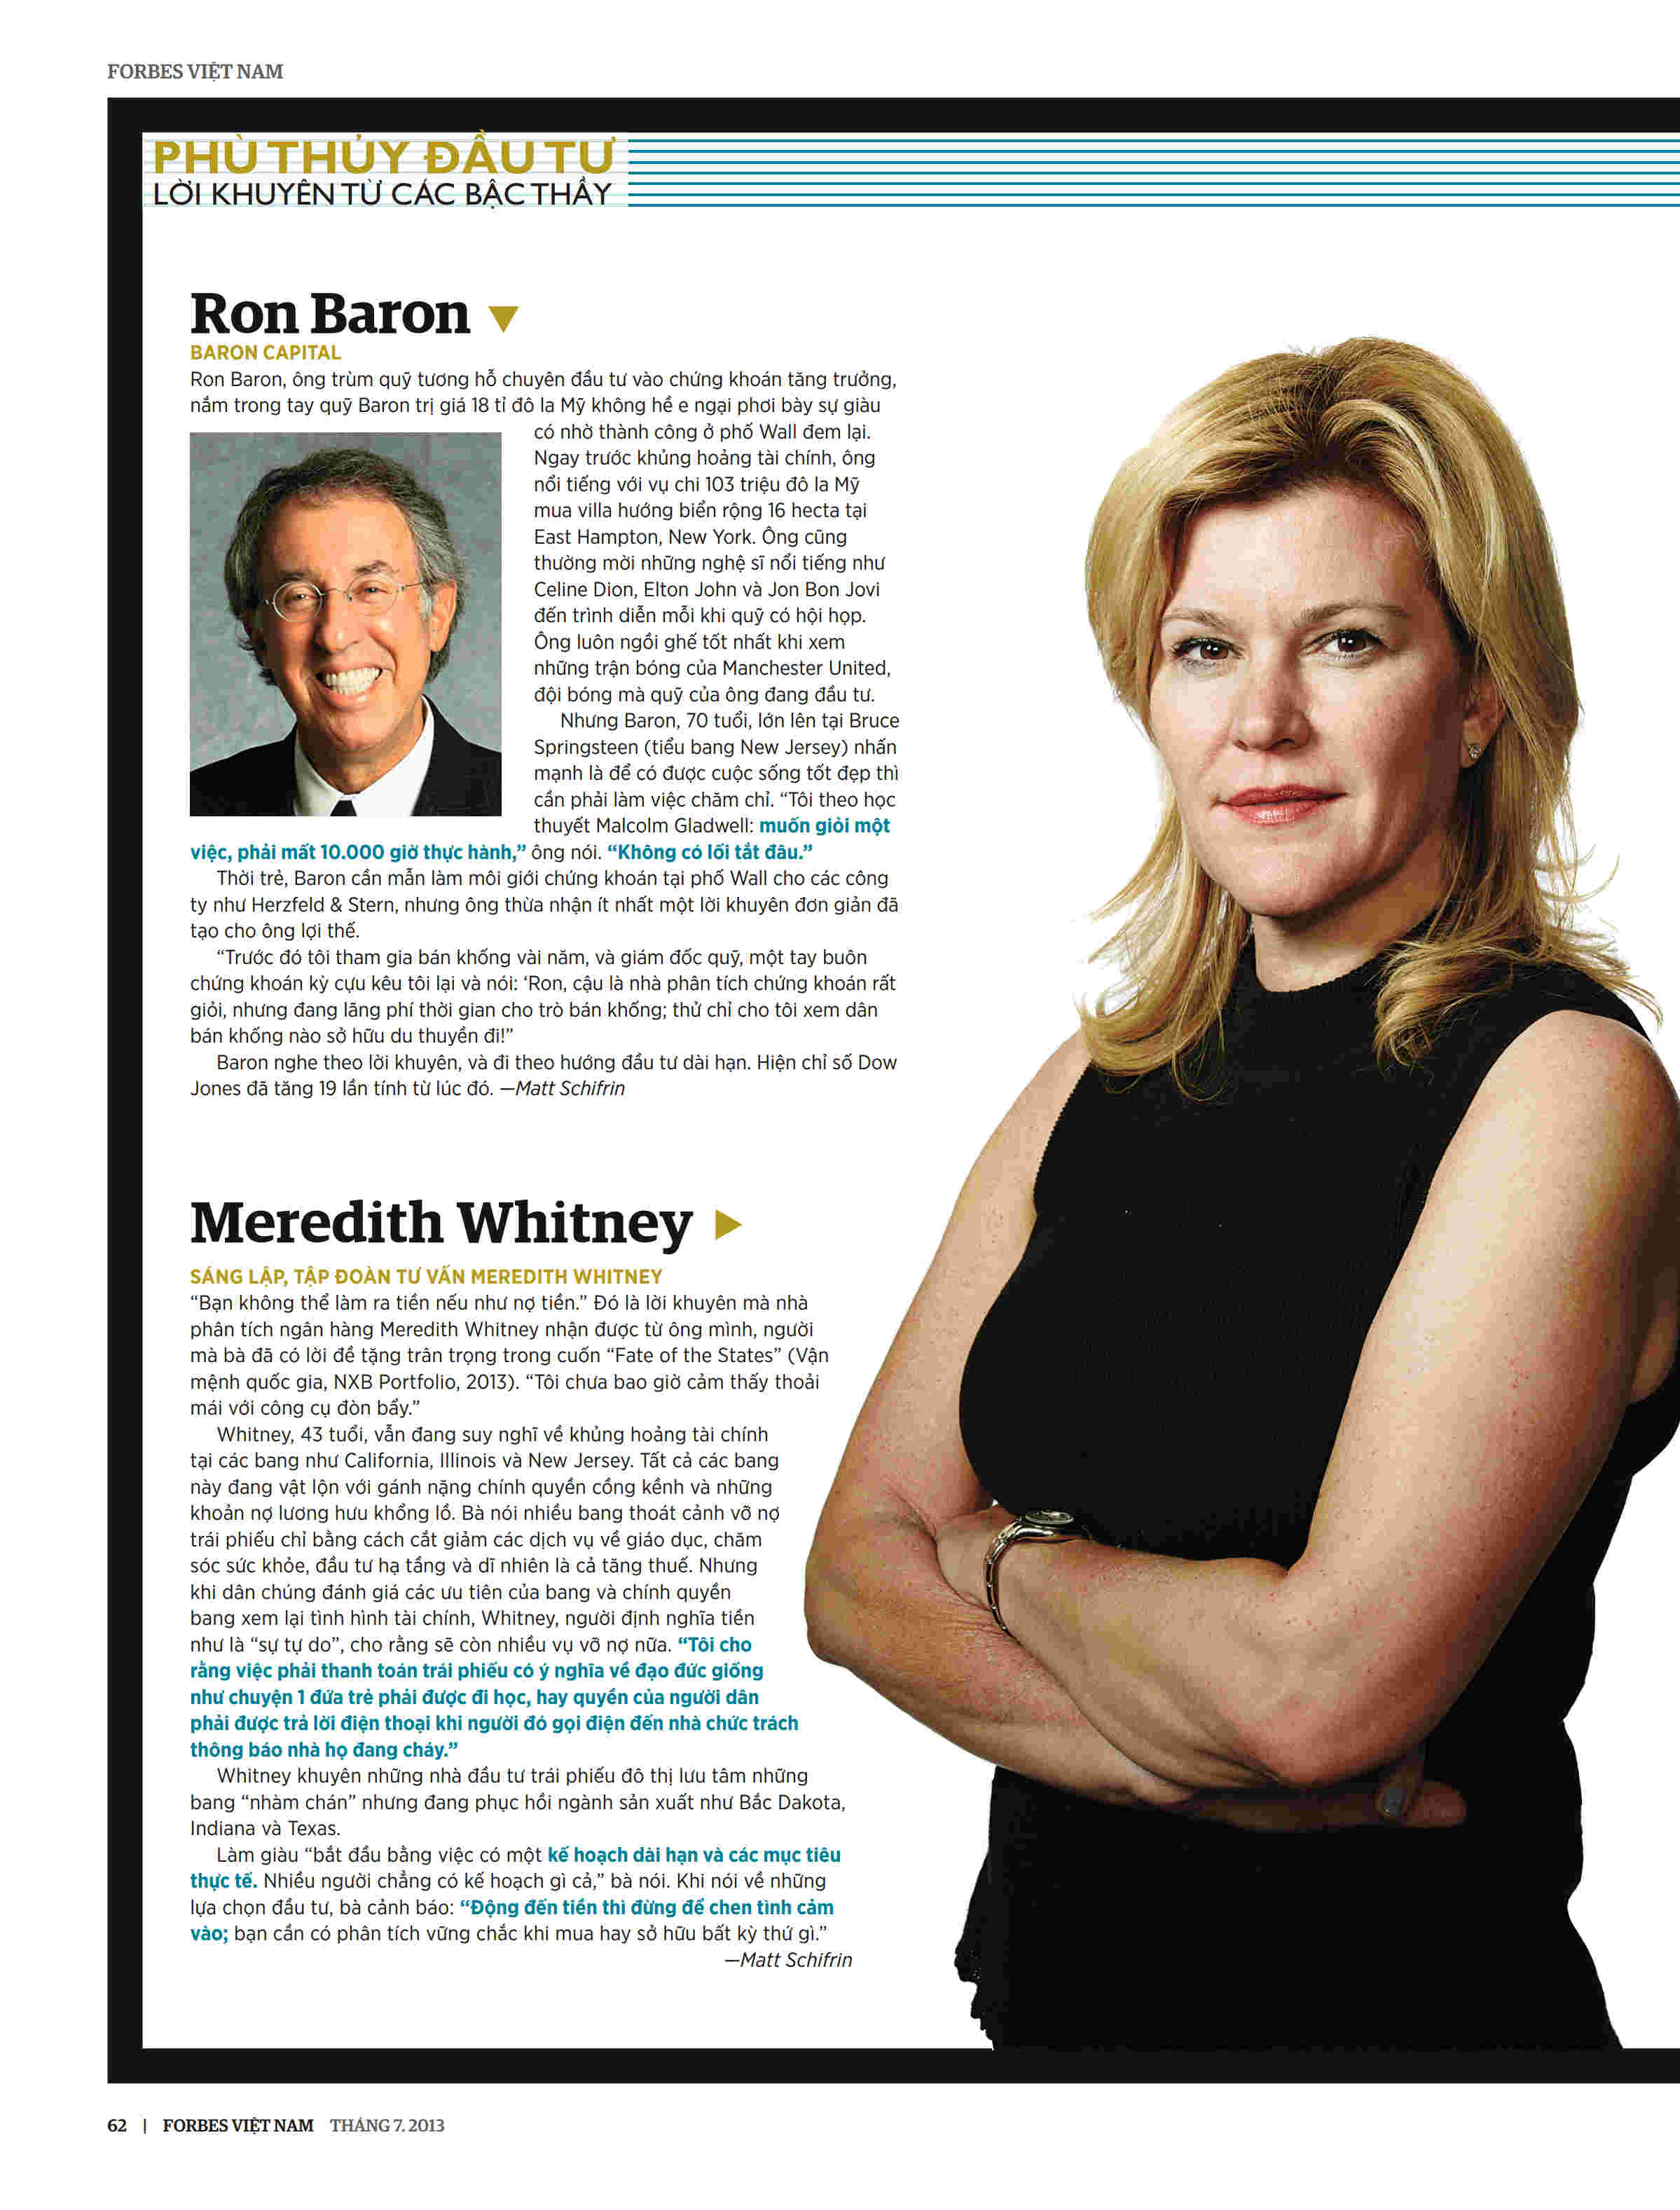 FORBES VIỆT NAM
PHÙ THỦY ĐẦU TƯ
LỜI KHUYÊN TỪ CÁC BẬC THẦY
Ron Baron
BARON CAPITAL
Ron Baron, ông trùm quỹ tương hỗ chuyên đầu tư vào chứng khoán tăng trưởng,
nắm trong tay quỹ Baron trị giá 18 tỉ đô la Mỹ không hề e ngại phơi bày sự giàu
có nhờ thành công ở phố Wall đem lại.
Ngay trước khủng hoảng tài chính, ông
nổi tiếng với vụ chi 103 triệu đô la Mỹ
mua villa hướng biển rộng 16 hecta tại
East Hampton, New York. Ông cũng
thường mời những nghệ sĩ nổi tiếng như
Celine Dion, Elton John và Jon Bon Jovi
đến trình diễn mỗi khi quỹ có hội họp.
Ông luôn ngồi ghế tốt nhất khi xem
những trận bóng của Manchester United,
đội bóng mà quỹ của ông đang đầu tư.
Nhưng Baron, 70 tuổi, lớn lên tại Bruce
Springsteen (tiểu bang New Jersey) nhấn
mạnh là để có được cuộc sống tốt đẹp thì
cần phải làm việc chăm chỉ. “Tôi theo học
thuyết Malcolm Gladwell: muốn giỏi một
việc, phải mất 10.000 giờ thực hành,” ông nói. “Không có lối tắt đâu.”
Thời trẻ, Baron cần mẫn làm môi giới chứng khoán tại phố Wall cho các công
ty như Herzfeld & Stern, nhưng ông thừa nhận ít nhất một lời khuyên đơn giản đã
tạo cho ông lợi thế.
“Trước đó tôi tham gia bán khống vài năm, và giám đốc quỹ, một tay buôn
chứng khoán kỳ cựu kêu tôi lại và nói: ‘Ron, cậu là nhà phân tích chứng khoán rất
giỏi, nhưng đang lãng phí thời gian cho trò bán khống; thử chỉ cho tôi xem dân
bán khống nào sở hữu du thuyền đi!”
Baron nghe theo lời khuyên, và đi theo hướng đầu tư dài hạn. Hiện chỉ số Dow
Jones đã tăng 19 lần tính từ lúc đó. —Matt Schifrin
Meredith Whitney
SÁNG LẬP, TẬP ĐOÀN TƯ VẤN MEREDITH WHITNEY
“Bạn không thể làm ra tiền nếu như nợ tiền.” Đó là lời khuyên mà nhà
phân tích ngân hàng Meredith Whitney nhận được từ ông mình, người
mà bà đã có lời đề tặng trân trọng trong cuốn “Fate of the States” (Vận
mệnh quốc gia, NXB Portfolio, 2013). “Tôi chưa bao giờ cảm thấy thoải
mái với công cụ đòn bẩy.”
Whitney, 43 tuổi, vẫn đang suy nghĩ về khủng hoảng tài chính
tại các bang như California, Illinois và New Jersey. Tất cả các bang
này đang vật lộn với gánh nặng chính quyền cồng kềnh và những
khoản nợ lương hưu khổng lồ. Bà nói nhiều bang thoát cảnh vỡ nợ
trái phiếu chỉ bằng cách cắt giảm các dịch vụ về giáo dục, chăm
sóc sức khỏe, đầu tư hạ tầng và dĩ nhiên là cả tăng thuế. Nhưng
khi dân chúng đánh giá các ưu tiên của bang và chính quyền
bang xem lại tình hình tài chính, Whitney, người định nghĩa tiền
như là “sự tự do”, cho rằng sẽ còn nhiều vụ vỡ nợ nữa. “Tôi cho
rằng việc phải thanh toán trái phiếu có ý nghĩa về đạo đức giống
như chuyện 1 đứa trẻ phải được đi học, hay quyền của người dân
phải được trả lời điện thoại khi người đó gọi điện đến nhà chức trách
thông báo nhà họ đang cháy.”
Whitney khuyên những nhà đầu tư trái phiếu đô thị lưu tâm những
bang “nhàm chán” nhưng đang phục hồi ngành sản xuất như Bắc Dakota,
Indiana và Texas.
Làm giàu “bắt đầu bằng việc có một kế hoạch dài hạn và các mục tiêu
thực tế. Nhiều người chẳng có kế hoạch gì cả,” bà nói. Khi nói về những
lựa chọn đầu tư, bà cảnh báo: “Động đến tiền thì đừng để chen tình cảm
vào; bạn cần có phân tích vững chắc khi mua hay sở hữu bất kỳ thứ gì.”
—Matt Schifrin
62 | FORBES VIỆT NAM THÁNG 7. 2013